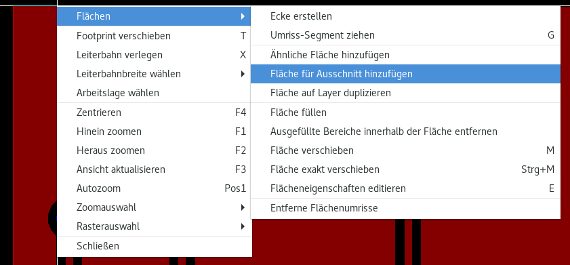 Flächen
Footprint verschieben T
Leiterbahn verlegen X
Leiterbahnbreite wählen
Arbeitslage wählen
Zentrieren F4
Hinein zoomen F1
Heraus zoomen F2
Ansicht aktualisieren F3
Autozoom Pos1
Zoomauswahl
Rasterauswahl
Schließen
Ecke erstellen
Umriss-Segment ziehen G
Ähnliche Fläche hinzufügen
Fläche für Ausschnitt hinzufügen
Fläche auf Layer duplizieren
Fläche füllen
Ausgefüllte Bereiche innerhalb der Fläche entfernen
Fläche verschieben M
Fläche exakt verschieben Strg+M
Flächeneigenschaften editieren E
Entferne Flächenumrisse